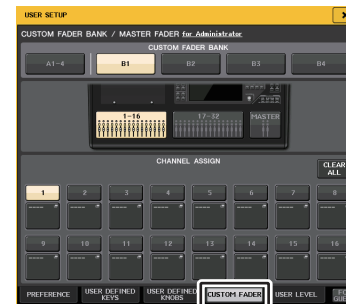 USER SETUP
CUSTOM FADER BANK / MASTER FADER for Administrator
CUSTOM FADER BANK
A1-4 B1 B2 B3 B4
1-16 17-32 MASTER
CHANNEL ASSIGN
CLEAR ALL
1 2 3 4 5 6 7 8
---- ---- ---- ---- ---- ---- ---- ----
9 10 11 12 13 14 15 16
---- ---- ---- ---- ---- ---- ---- ----
PREFERENCE USER DEFINED KEYS USER DEFINED KNOBS CUSTOM FADER USER LEVEL